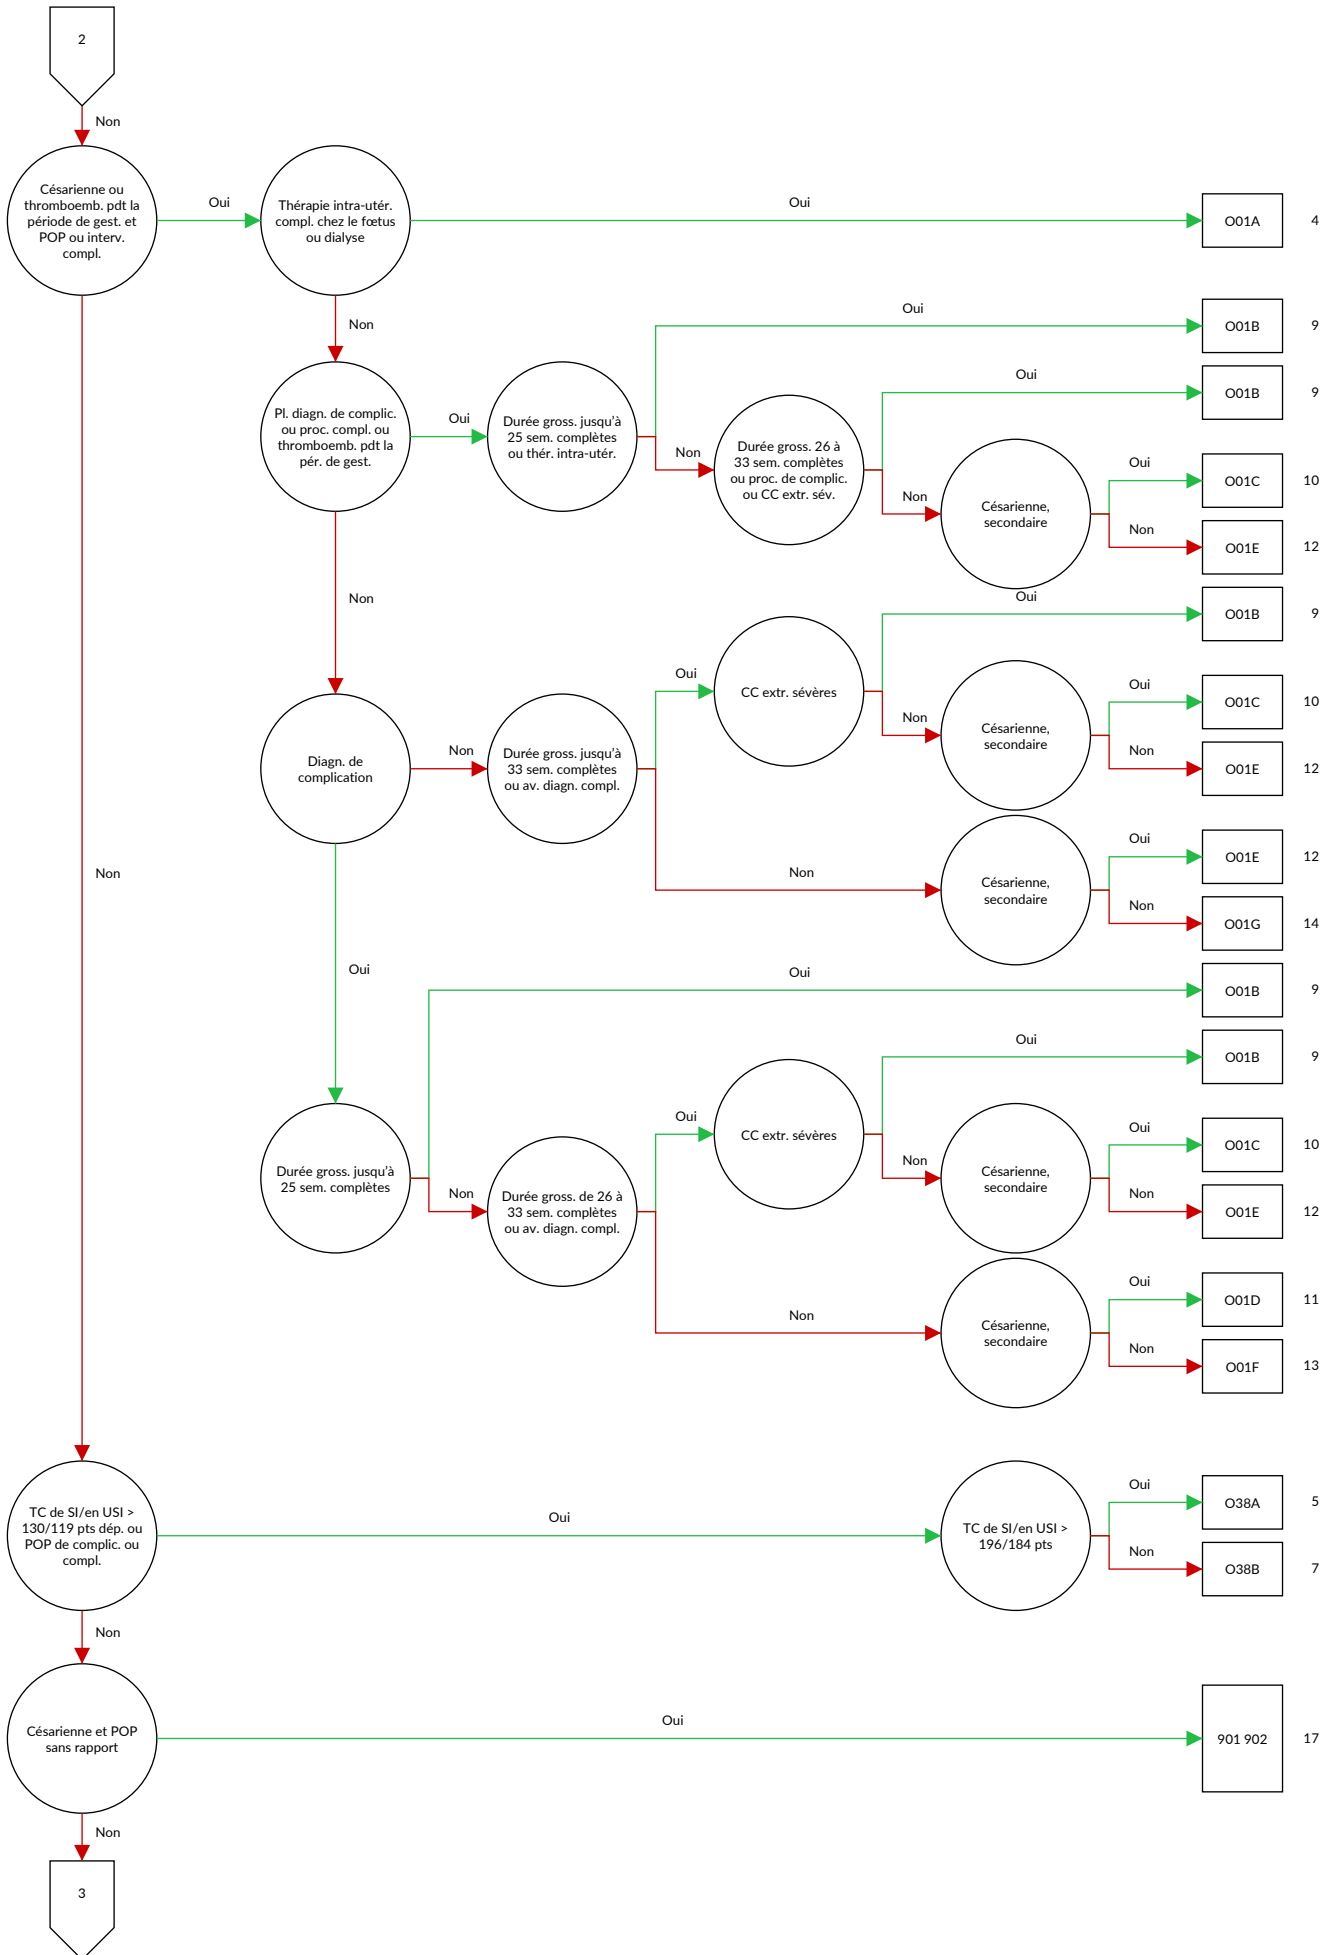 2
Non
Césarienne ou
thromboemb. pdt la
période de gest. et
POP ou interv.
compl.
Oui
Thérapie intra-utér.
compl. chez le fœtus
ou dialyse
Oui
O01A
4
Non
Pl. diagn. de complic.
ou proc. compl. ou
thromboemb. pdt la
pér. de gest.
Oui
Durée gross. jusqu'à
25 sem. complètes
ou thér. intra-utér.
Oui
O01B
9
Non
Durée gross. 26 à
33 sem. complètes
ou proc. de complic.
ou CC extr. sév.
Oui
O01B
9
Non
Césarienne,
secondaire
Oui
O01C
10
Non
O01E
12
Non
Diagn. de
complication
Non
Durée gross. jusqu'à
33 sem. complètes
ou av. diagn. compl.
Oui
CC extr. sévères
Oui
O01B
9
Non
Césarienne,
secondaire
Oui
O01C
10
Non
O01E
12
Non
Césarienne,
secondaire
Oui
O01E
12
Non
O01G
14
Oui
Durée gross. jusqu'à
25 sem. complètes
Oui
O01B
9
Non
Durée gross. de 26 à
33 sem. complètes
ou av. diagn. compl.
Oui
CC extr. sévères
Oui
O01B
9
Non
Césarienne,
secondaire
Oui
O01C
10
Non
O01E
12
Non
Césarienne,
secondaire
Oui
O01D
11
Non
O01F
13
Non
TC de SI/en USI >
130/119 pts dép. ou
POP de complic. ou
compl.
Oui
TC de SI/en USI >
196/184 pts
Oui
O38A
5
Non
O38B
7
Non
Césarienne et POP
sans rapport
Oui
901 902
17
Non
3